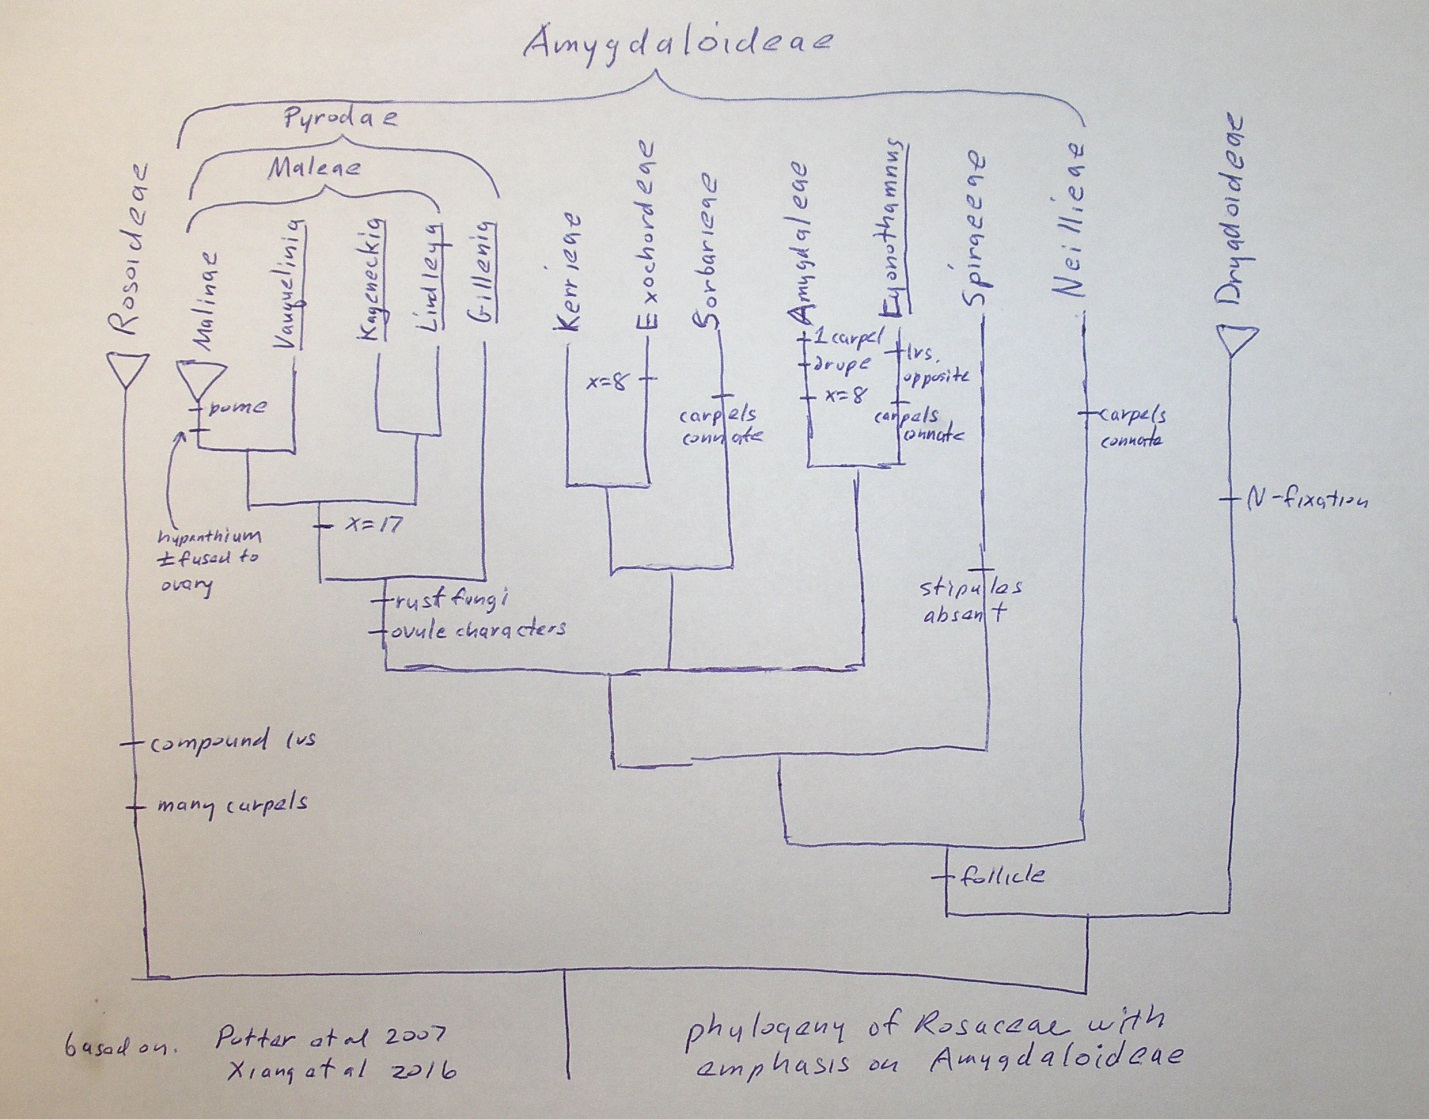 Amygdaloideae
Pyrodae
Maleae
Rosoideae
Malinae
Vauquelinia
Kageneckia
Lindleya
Gillenia
Kerrieae
Exochordeae
Sorbarieae
Amygdaleae
Lyonothamnus
Spiraeeae
Neillieae
Dryadoideae
1 carpel
drupe
x=8
lvs.
opposite
carpels
connate
x=8
carpels
connate
carpels
connate
pome
hypanthium
± fused to
ovary
x=17
N-fixation
rust fungi
ovule characters
stipules
absent
compound lvs
many carpels
follicle
based on.
Potter et al 2007
Xiang et al 2016
phylogeny of Rosaceae with
emphasis on Amygdaloideae